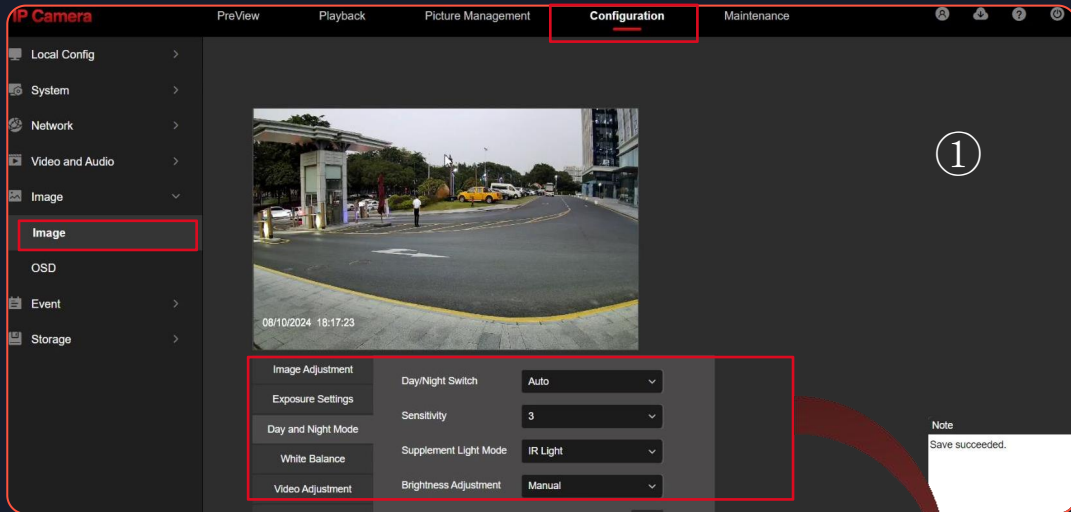 IP Camera
PreView Playback Picture Management Configuration Maintenance
Local Config
System
Network
Video and Audio
Image
Image
OSD
Event
Storage
①
08/10/2024 18:17:23
Image Adjustment
Exposure Settings
Day and Night Mode
White Balance
Video Adjustment
Day/Night Switch Auto
Sensitivity 3
Supplement Light Mode IR Light
Brightness Adjustment Manual
Note
Save succeeded.